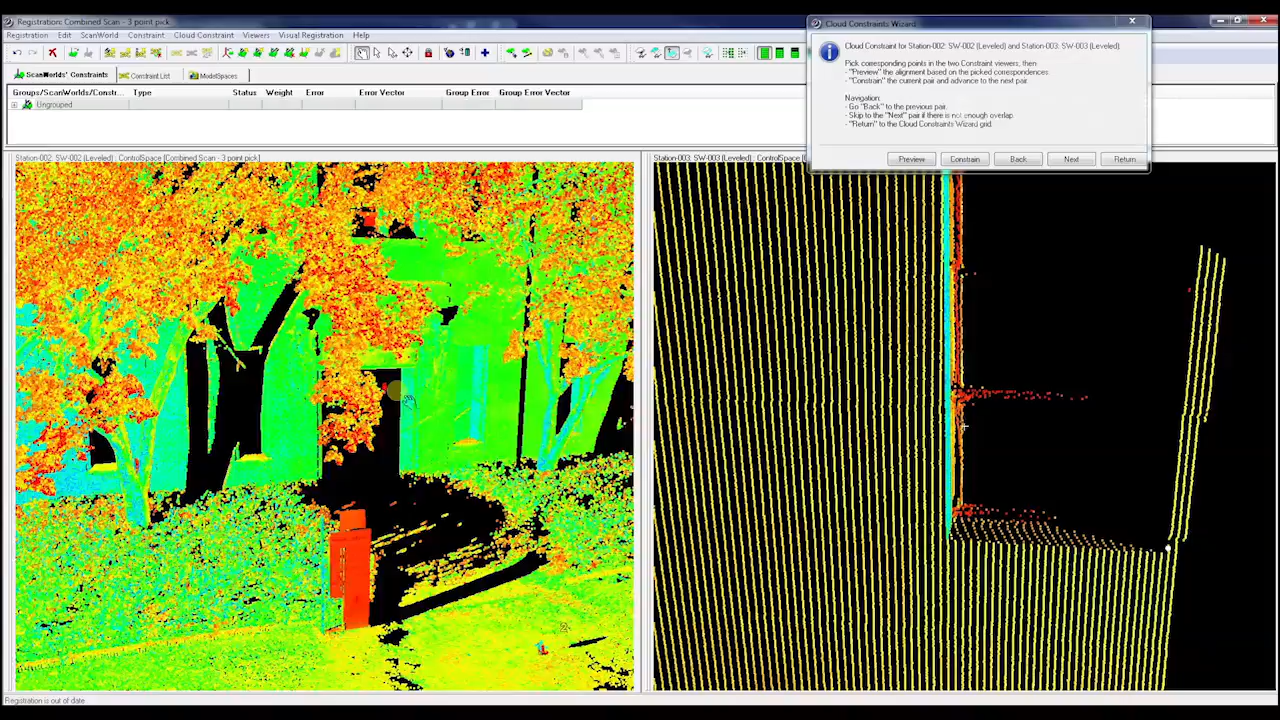 Registration: Combined Scan - 3 point pick
Registration Edit ScanWorld Constraint Cloud Constraint Viewers Visual Registration Help
ScanWorlds' Constraints Constraint List ModelSpaces
Groups/ScanWorlds/Constr... Type Status Weight Error Error Vector Group Error Group Error Vector
Ungrouped
Cloud Constraints Wizard
Cloud Constraint for Station-002: SW-002 (Leveled) and Station-003: SW-003 (Leveled).
Pick corresponding points in the two Constraint viewers, then
- "Preview" the alignment based on the picked correspondences
- "Constrain" the current pair and advance to the next pair.
Navigation:
- Go "Back" to the previous pair.
- Skip to the "Next" pair if there is not enough overlap.
- "Return" to the Cloud Constraints Wizard grid.
Preview Constrain Back Next Return
Station-002: SW-002 (Leveled) : ControlSpace [Combined Scan - 3 point pick]
Station-003: SW-003 (Leveled) : ControlSpace
2
Registration is out of date